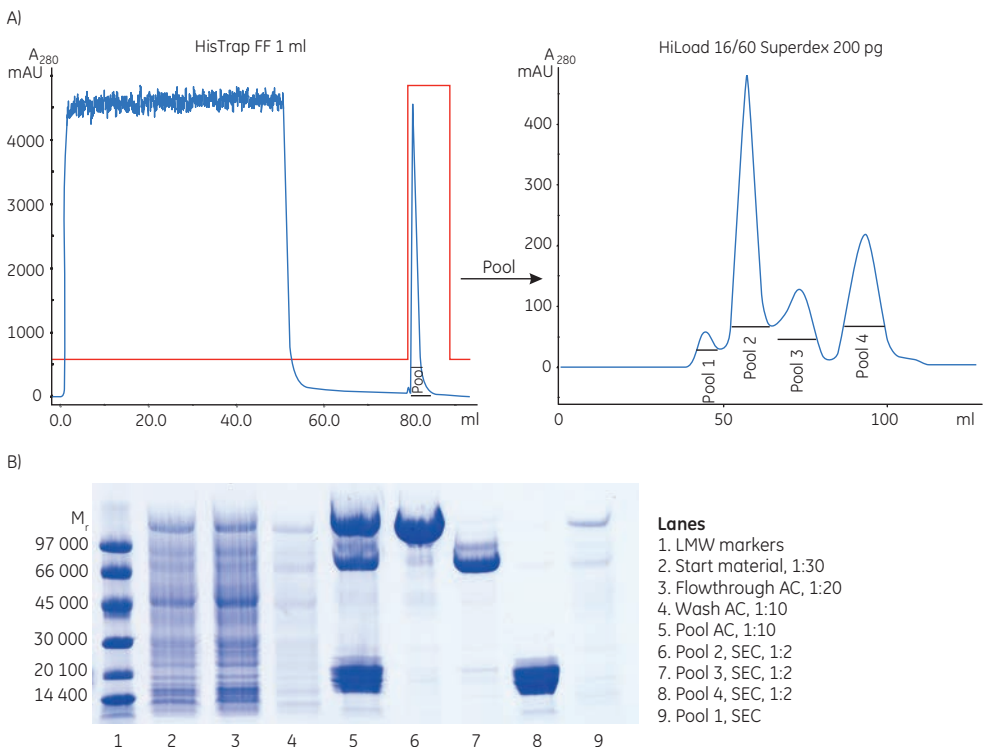 A)
HisTrap FF 1 ml
A280
mAU
4000
3000
2000
1000
0
0.0 20.0 40.0 60.0 80.0 ml
Pool
Pool
HiLoad 16/60 Superdex 200 pg
A280
mAU
400
300
200
100
0
0 50 100 ml
Pool 1
Pool 2
Pool 3
Pool 4
B)
Mr
97 000
66 000
45 000
30 000
20 100
14 400
1 2 3 4 5 6 7 8 9
Lanes
1. LMW markers
2. Start material, 1:30
3. Flowthrough AC, 1:20
4. Wash AC, 1:10
5. Pool AC, 1:10
6. Pool 2, SEC, 1:2
7. Pool 3, SEC, 1:2
8. Pool 4, SEC, 1:2
9. Pool 1, SEC